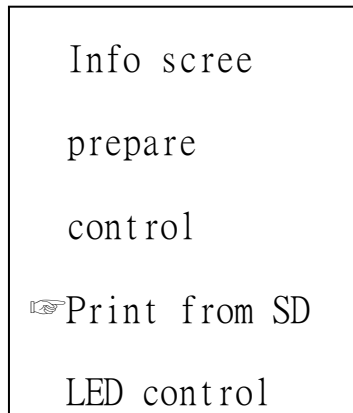 Info scree
prepare
control
☞Print from SD
LED control